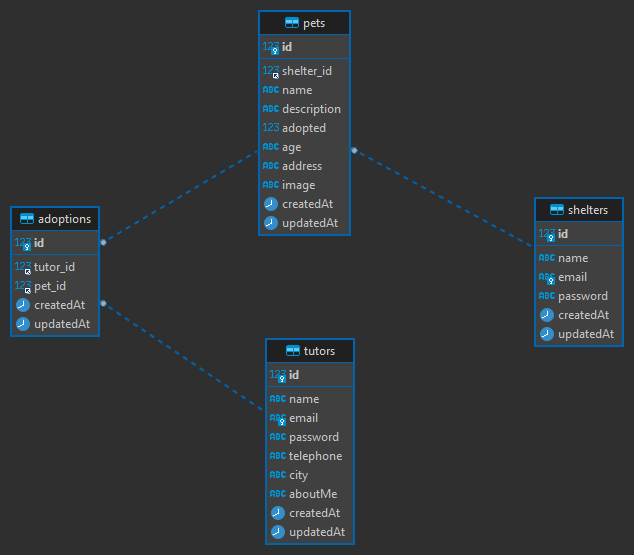 pets
123 id
123 shelter_id
ABC name
ABC description
123 adopted
ABC age
ABC address
ABC image
createdAt
updatedAt
adoptions
123 id
123 tutor_id
123 pet_id
createdAt
updatedAt
shelters
123 id
ABC name
ABC email
ABC password
createdAt
updatedAt
tutors
123 id
ABC name
ABC email
ABC password
ABC telephone
ABC city
ABC aboutMe
createdAt
updatedAt